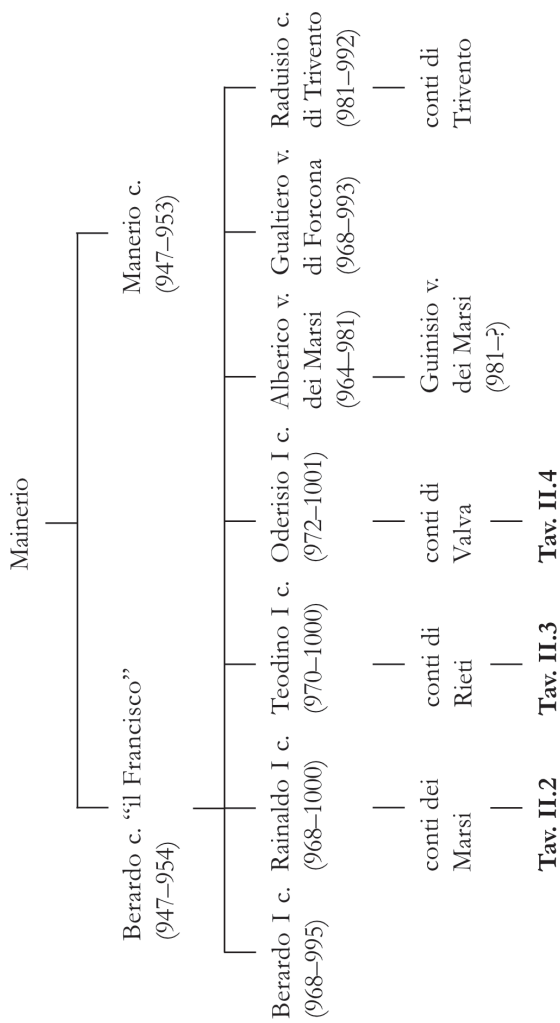 Mainerio
Berardo c. “il Francisco”
(947–954)
Manerio c.
(947–953)
Berardo I c.
(968–995)
Rainaldo I c.
(968–1000)
Teodino I c.
(970–1000)
Oderisio I c.
(972–1001)
Alberico v.
dei Marsi
(964–981)
Gualtiero v.
di Forcona
(968–993)
Raduisio c.
di Trivento
(981–992)
conti dei
Marsi
conti di
Rieti
conti di
Valva
Guinisio v.
dei Marsi
(981–?)
conti di
Trivento
Tav. II.2
Tav. II.3
Tav. II.4